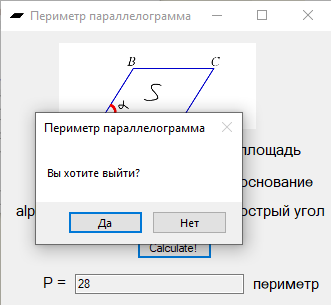 Периметр параллелограмма
B C
α S
Периметр параллелограмма
Вы хотите выйти?
Да Нет
площадь
основание
alp острый угол
Calculate!
P = 28 периметр